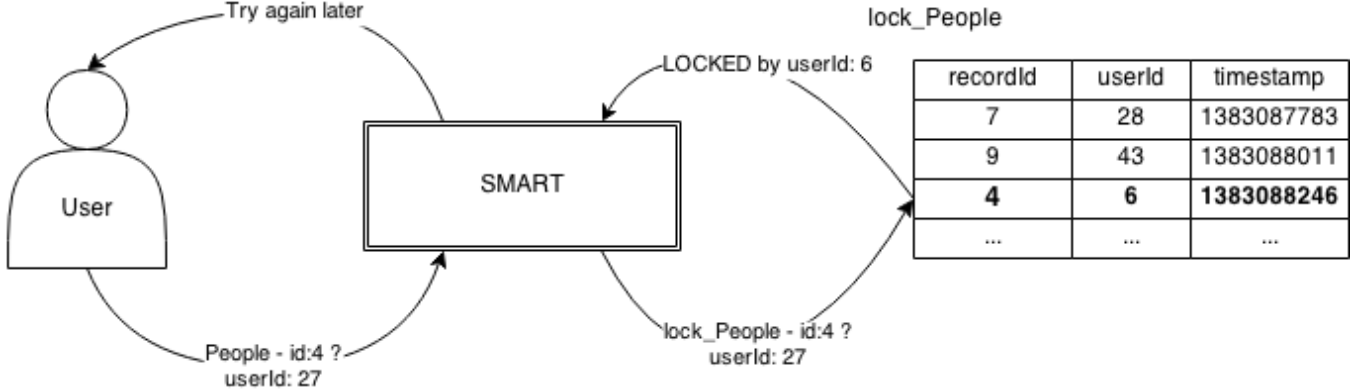 Try again later
lock_People
LOCKED by userId: 6
recordId userId timestamp
7 28 1383087783
9 43 1383088011
4 6 1383088246
... ... ...
User
SMART
People - id:4 ?
userId: 27
lock_People - id:4 ?
userId: 27